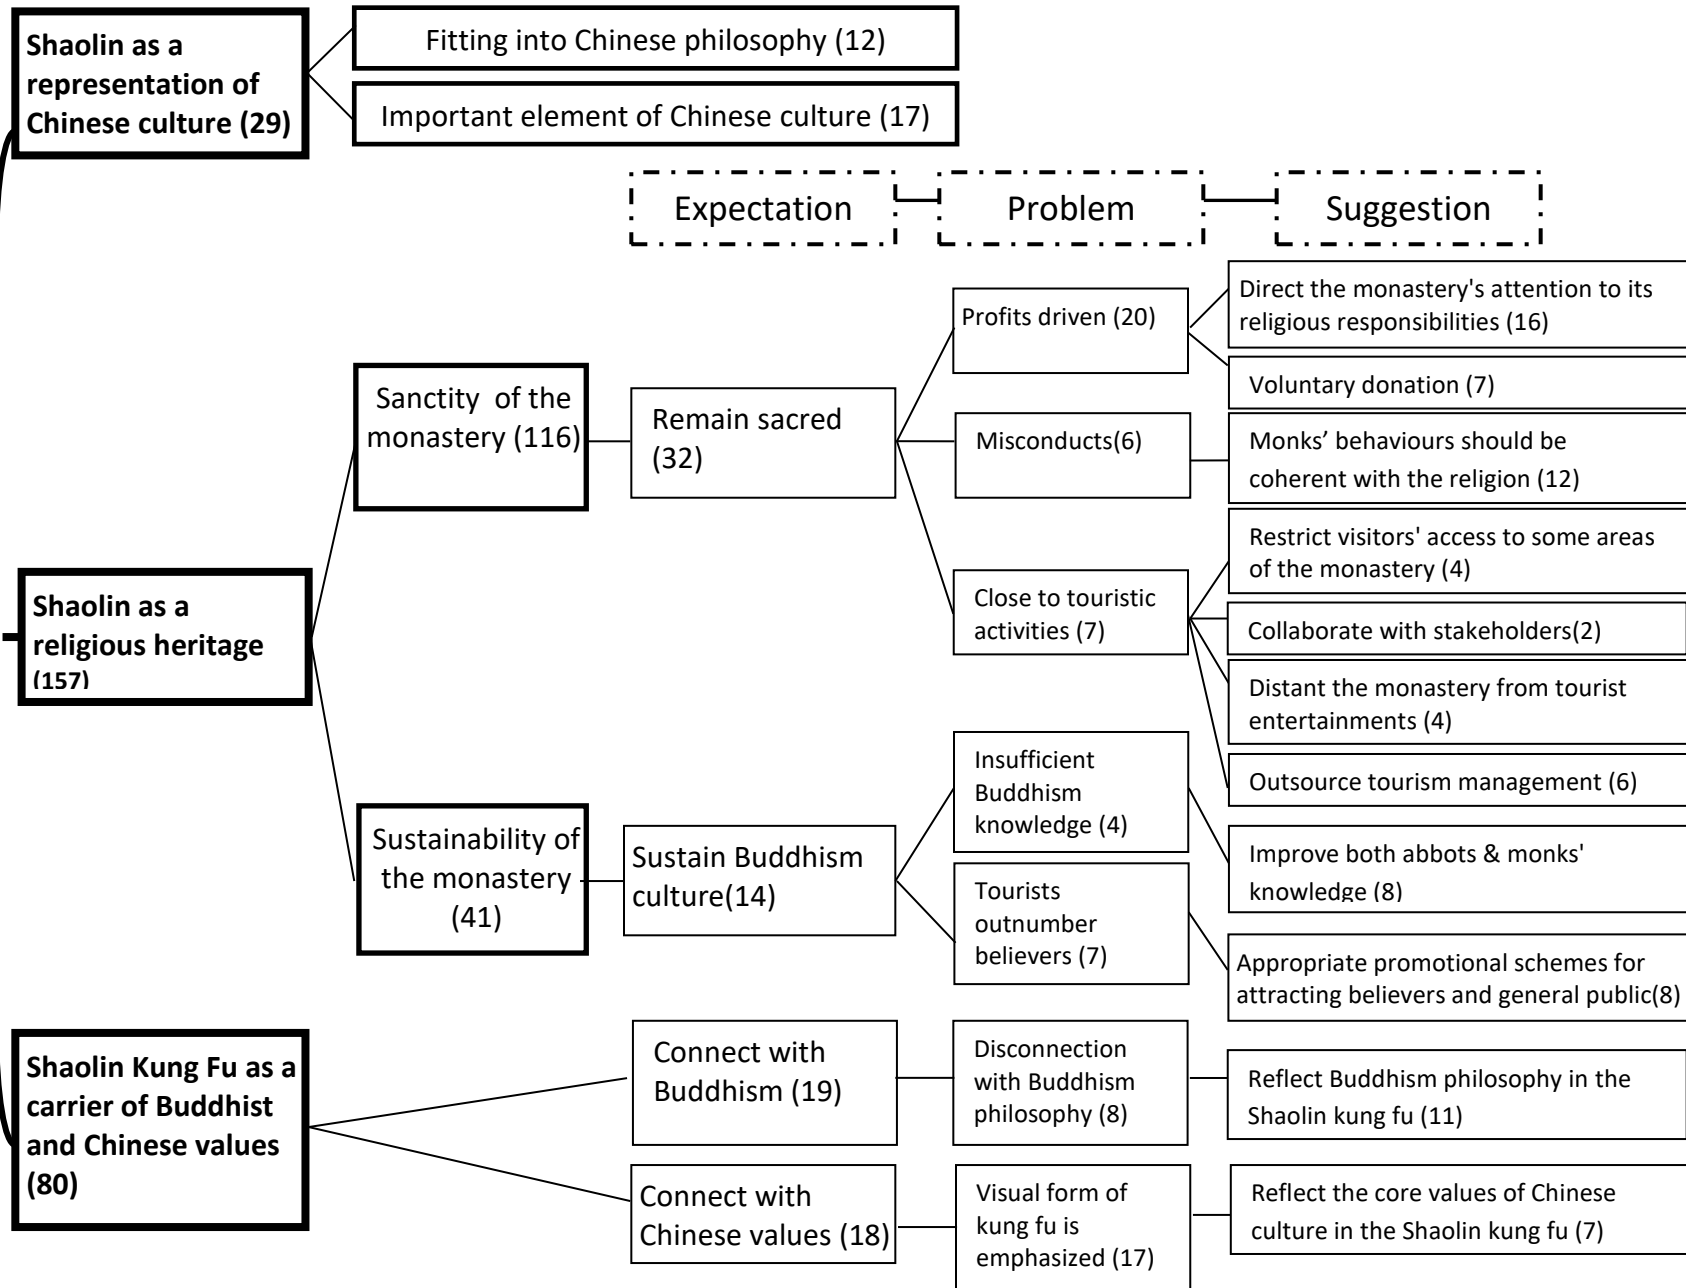 Shaolin as a
representation of
Chinese culture (29)
Fitting into Chinese philosophy (12)
Important element of Chinese culture (17)
Expectation
Problem
Suggestion
Shaolin as a
religious heritage
(157)
Sanctity of the
monastery (116)
Remain sacred
(32)
Profits driven (20)
Direct the monastery's attention to its
religious responsibilities (16)
Voluntary donation (7)
Misconducts(6)
Monks’ behaviours should be
coherent with the religion (12)
Close to touristic
activities (7)
Restrict visitors' access to some areas
of the monastery (4)
Collaborate with stakeholders(2)
Distant the monastery from tourist
entertainments (4)
Outsource tourism management (6)
Sustainability of
the monastery
(41)
Sustain Buddhism
culture(14)
Insufficient
Buddhism
knowledge (4)
Improve both abbots & monks'
knowledge (8)
Tourists
outnumber
believers (7)
Appropriate promotional schemes for
attracting believers and general public(8)
Shaolin Kung Fu as a
carrier of Buddhist
and Chinese values
(80)
Connect with
Buddhism (19)
Disconnection
with Buddhism
philosophy (8)
Reflect Buddhism philosophy in the
Shaolin kung fu (11)
Connect with
Chinese values (18)
Visual form of
kung fu is
emphasized (17)
Reflect the core values of Chinese
culture in the Shaolin kung fu (7)